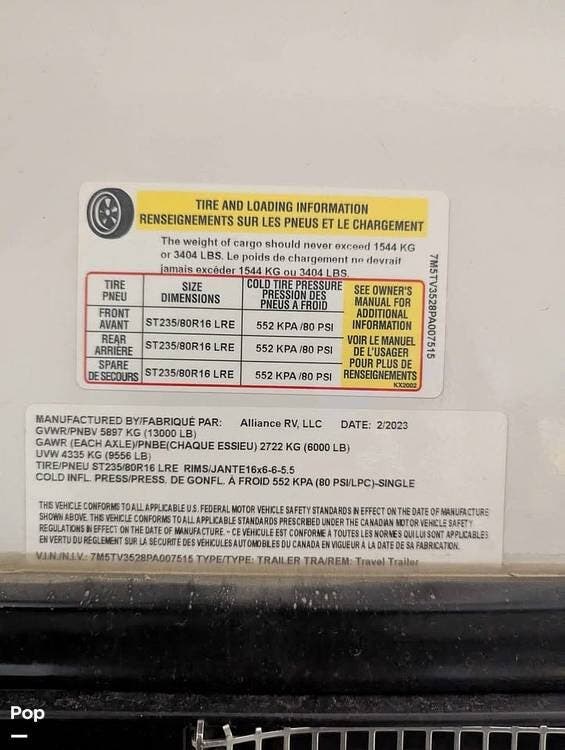 TIRE AND LOADING INFORMATION
RENSEIGNEMENTS SUR LES PNEUS ET LE CHARGEMENT
The weight of cargo should never exceed 1544 KG
or 3404 LBS. Le poids de chargement ne devrait
jamais excéder 1544 KG ou 3404 LBS.
TIRE
PNEU
SIZE
DIMENSIONS
COLD TIRE PRESSURE
PRESSION DES
PNEUS A FROID
FRONT
AVANT
ST235/80R16 LRE
552 KPA /80 PSI
REAR
ARRIÈRE
ST235/80R16 LRE
552 KPA /80 PSI
SPARE
DE SECOURS
ST235/80R16 LRE
552 KPA /80 PSI
SEE OWNER'S
MANUAL FOR
ADDITIONAL
INFORMATION
VOIR LE MANUEL
DE L'USAGER
POUR PLUS DE
RENSEIGNEMENTS
KX2002
7M5TV3528PA007515
MANUFACTURED BY/FABRIQUÉ PAR: Alliance RV, LLC DATE: 2/2023
GVWR/PNBV 5897 KG (13000 LB)
GAWR (EACH AXLE)/PNBE(CHAQUE ESSIEU) 2722 KG (6000 LB)
UVW 4335 KG (9556 LB)
TIRE/PNEU ST235/80R16 LRE RIMS/JANTE16x6-6-5.5
COLD INFL. PRESS/PRESS. DE GONFL. À FROID 552 KPA (80 PSI/LPC)-SINGLE
THIS VEHICLE CONFORMS TO ALL APPLICABLE U.S. FEDERAL MOTOR VEHICLE SAFETY STANDARDS IN EFFECT ON THE DATE OF MANUFACTURE
SHOWN ABOVE. THIS VEHICLE CONFORMS TO ALL APPLICABLE STANDARDS PRESCRIBED UNDER THE CANADIAN MOTOR VEHICLE SAFETY
REGULATIONS IN EFFECT ON THE DATE OF MANUFACTURE. - CE VÉHICULE EST CONFORME À TOUTES LES NORMES QUI LUI SONT APPLICABLES
EN VERTU DU RÈGLEMENT SUR LA SÉCURITÉ DES VÉHICULES AUTOMOBILES DU CANADA EN VIGUEUR À LA DATE DE SA FABRICATION.
V.I.N./N.I.V.: 7M5TV3528PA007515 TYPE/TYPE: TRAILER TRA/REM: Travel Trailer
Pop